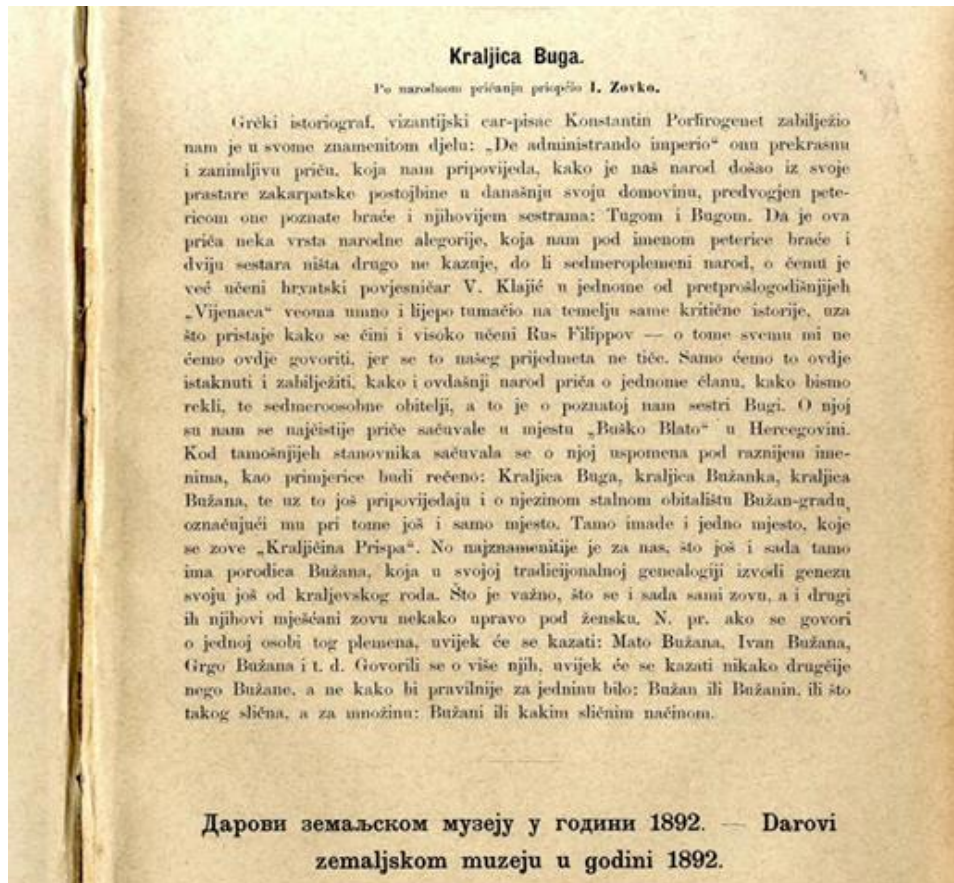 Kraljica Buga.
Po narodnom pričanju priopćio I. Zovko.
Grčki istoriograf, vizantijski car-pisac Konstantin Porfirogenet zabilježio
nam je u svome znamenitom djelu: „De administrando imperio“ onu prekrasnu
i zanimljivu priču, koja nam pripovijeda, kako je naš narod došao iz svoje
prastare zakarpatske postojbine u današnju svoju domovinu, predvogjen pete-
ricom one poznate braće i njihovijem sestrama: Tugom i Bugom. Da je ova
priča neka vrsta narodne alegorije, koja nam pod imenom peterice braće i
dviju sestara ništa drugo ne kazuje, do li sedmeroplemeni narod, o čemu je
već učeni hrvatski povjesničar V. Klajić u jednome od pretprošlogodišnjijeh
„Vijenaca“ veoma umno i lijepo tumačio na temelju same kritične istorije, uza
što pristaje kako se čini i visoko učeni Rus Filippov — o tome svemu mi ne
ćemo ovdje govoriti, jer se to našeg prijedmeta ne tiče. Samo ćemo to ovdje
istaknuti i zabilježiti, kako i ovdašnji narod priča o jednome članu, kako bismo
rekli, te sedmeroosobne obitelji, a to je o poznatoj nam sestri Bugi. O njoj
su nam se najčistije priče sačuvale u mjestu „Buško Blato“ u Hercegovini.
Kod tamošnjijeh stanovnika sačuvala se o njoj uspomena pod raznijem ime-
nima, kao primjerice budi rečeno: Kraljica Buga, kraljica Bužanka, kraljica
Bužana, te uz to još pripovijedaju i o njezinom stalnom obitalištu Bužan-gradu,
označujući mu pri tome još i samo mjesto. Tamo imade i jedno mjesto, koje
se zove „Kraljičina Prispa“. No najznamenitije je za nas, što još i sada tamo
ima porodica Bužana, koja u svojoj tradicijonalnoj genealogiji izvodi genezu
svoju još od kraljevskog roda. Što je važno, što se i sada sami zovu, a i drugi
ih njihovi mješćani zovu nekako upravo pod žensku. N. pr. ako se govori
o jednoj osobi tog plemena, uvijek će se kazati: Mato Bužana, Ivan Bužana,
Grgo Bužana i t. d. Govorili se o više njih, uvijek će se kazati nikako drugčije
nego Bužane, a ne kako bi pravilnije za jedninu bilo: Bužan ili Bužanin, ili što
takog slična, a za množinu: Bužani ili kakim sličnim načinom.
Дарови земаљском музеју у години 1892. — Darovi
zemaljskom muzeju u godini 1892.